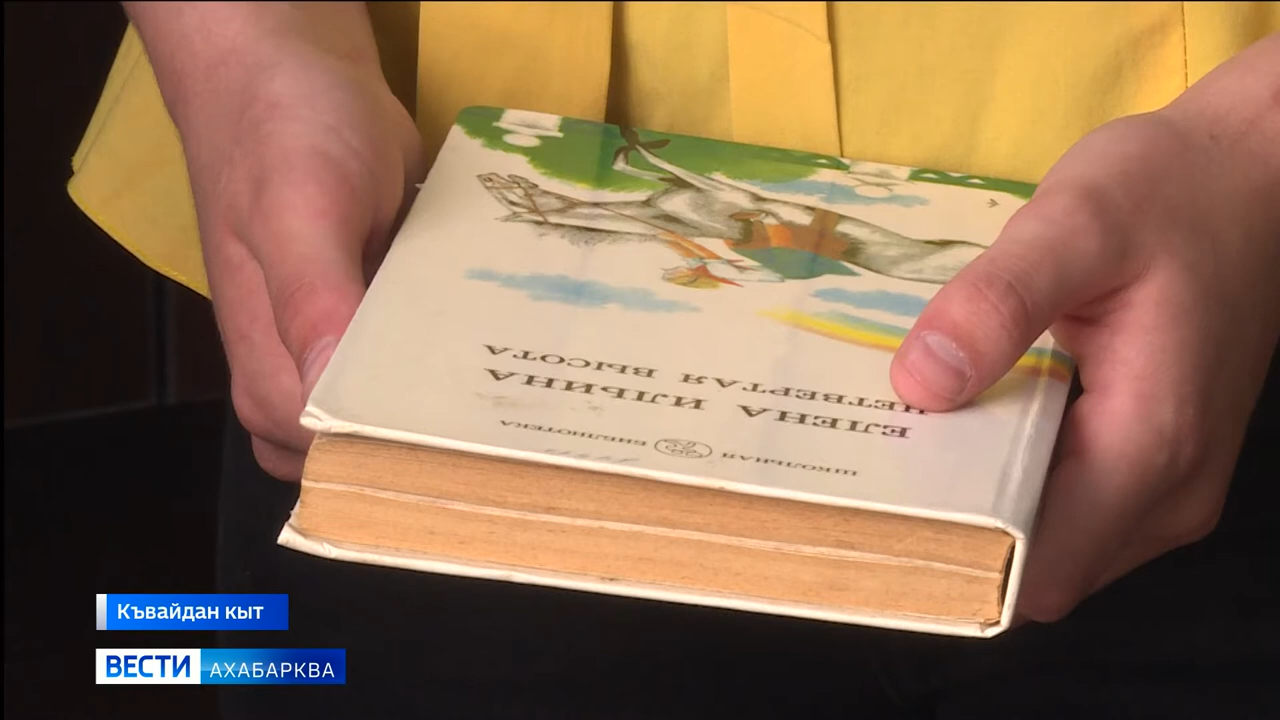 ШКОЛЬНАЯ БИБЛИОТЕКА
ЕЛЕНА ИЛЬИНА
ЧЕТВЕРТАЯ ВЫСОТА
Къвайдан кыт
ВЕСТИ АХАБАРКВА